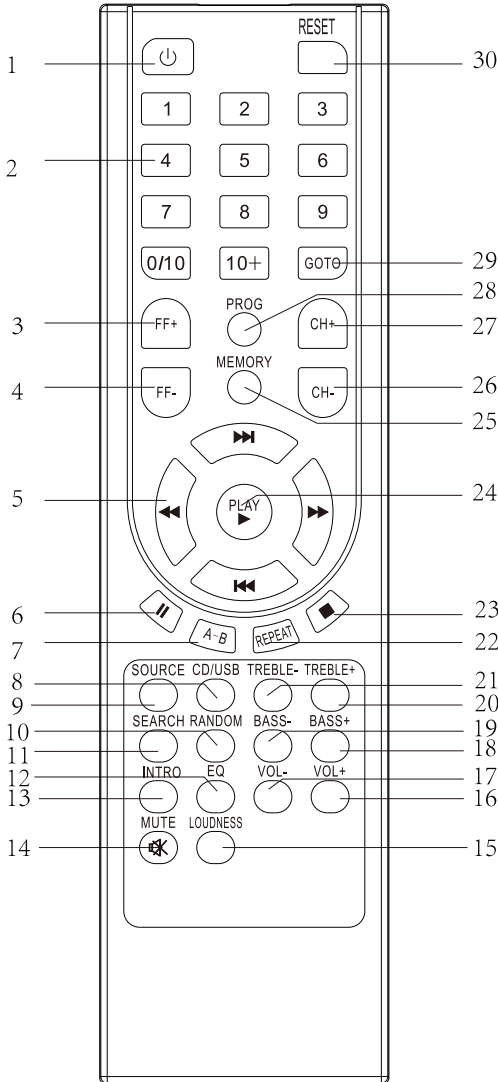 RESET
1 30
1 2 3
2 4 5 6
7 8 9
0/10 10+ GOTO 29
PROG 28
3 FF+ CH+ 27
MEMORY
4 FF- CH- 26
25
5 PLAY 24
6 23
7 A-B REPEAT 22
SOURCE CD/USB TREBLE- TREBLE+
8 21
9 20
SEARCH RANDOM BASS- BASS+
10 19
11 18
INTRO EQ VOL- VOL+
12 17
13 16
MUTE LOUDNESS
14 15